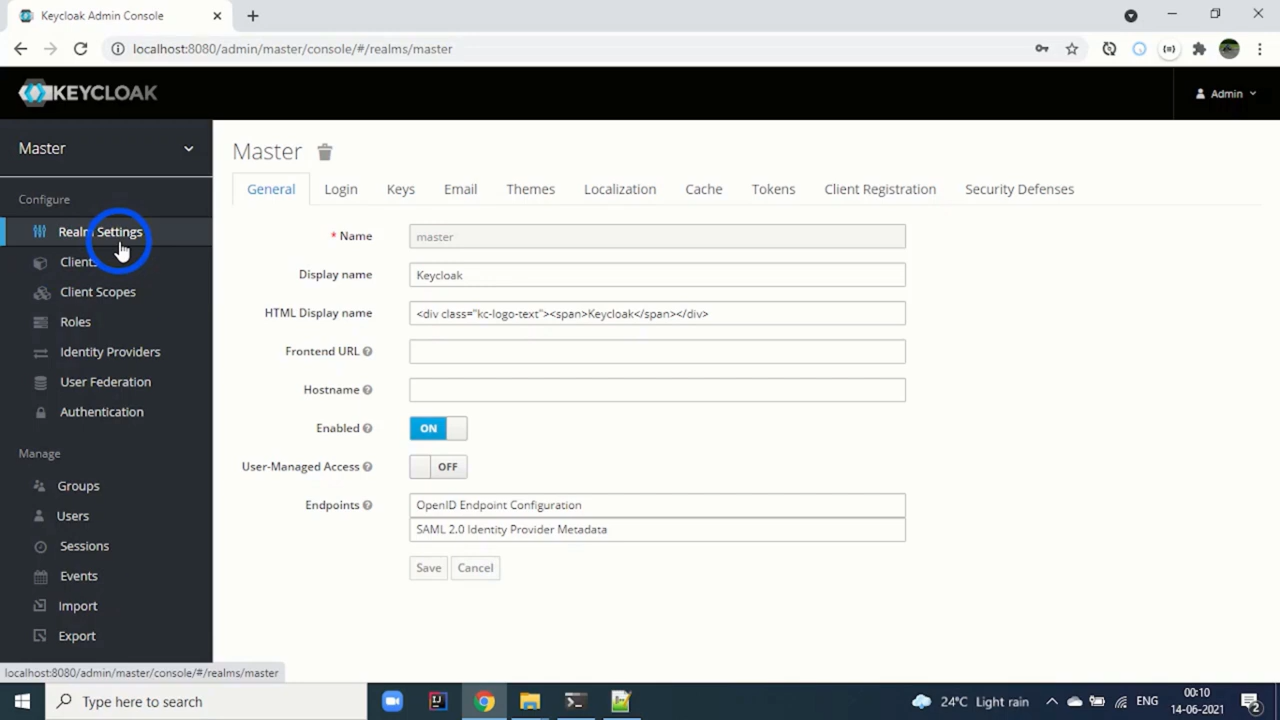 Keycloak Admin Console
localhost:8080/admin/master/console/#/realms/master
KEYCLOAK
Admin
Master
Configure
Realm Settings
Clients
Client Scopes
Roles
Identity Providers
User Federation
Authentication
Manage
Groups
Users
Sessions
Events
Import
Export
Master
General Login Keys Email Themes Localization Cache Tokens Client Registration Security Defenses
* Name master
Display name Keycloak
HTML Display name <div class="kc-logo-text"><span>Keycloak</span></div>
Frontend URL
Hostname
Enabled ON
User-Managed Access OFF
Endpoints OpenID Endpoint Configuration
SAML 2.0 Identity Provider Metadata
Save Cancel
localhost:8080/admin/master/console/#/realms/master
Type here to search
24°C Light rain
ENG
00:10
14-06-2021
2